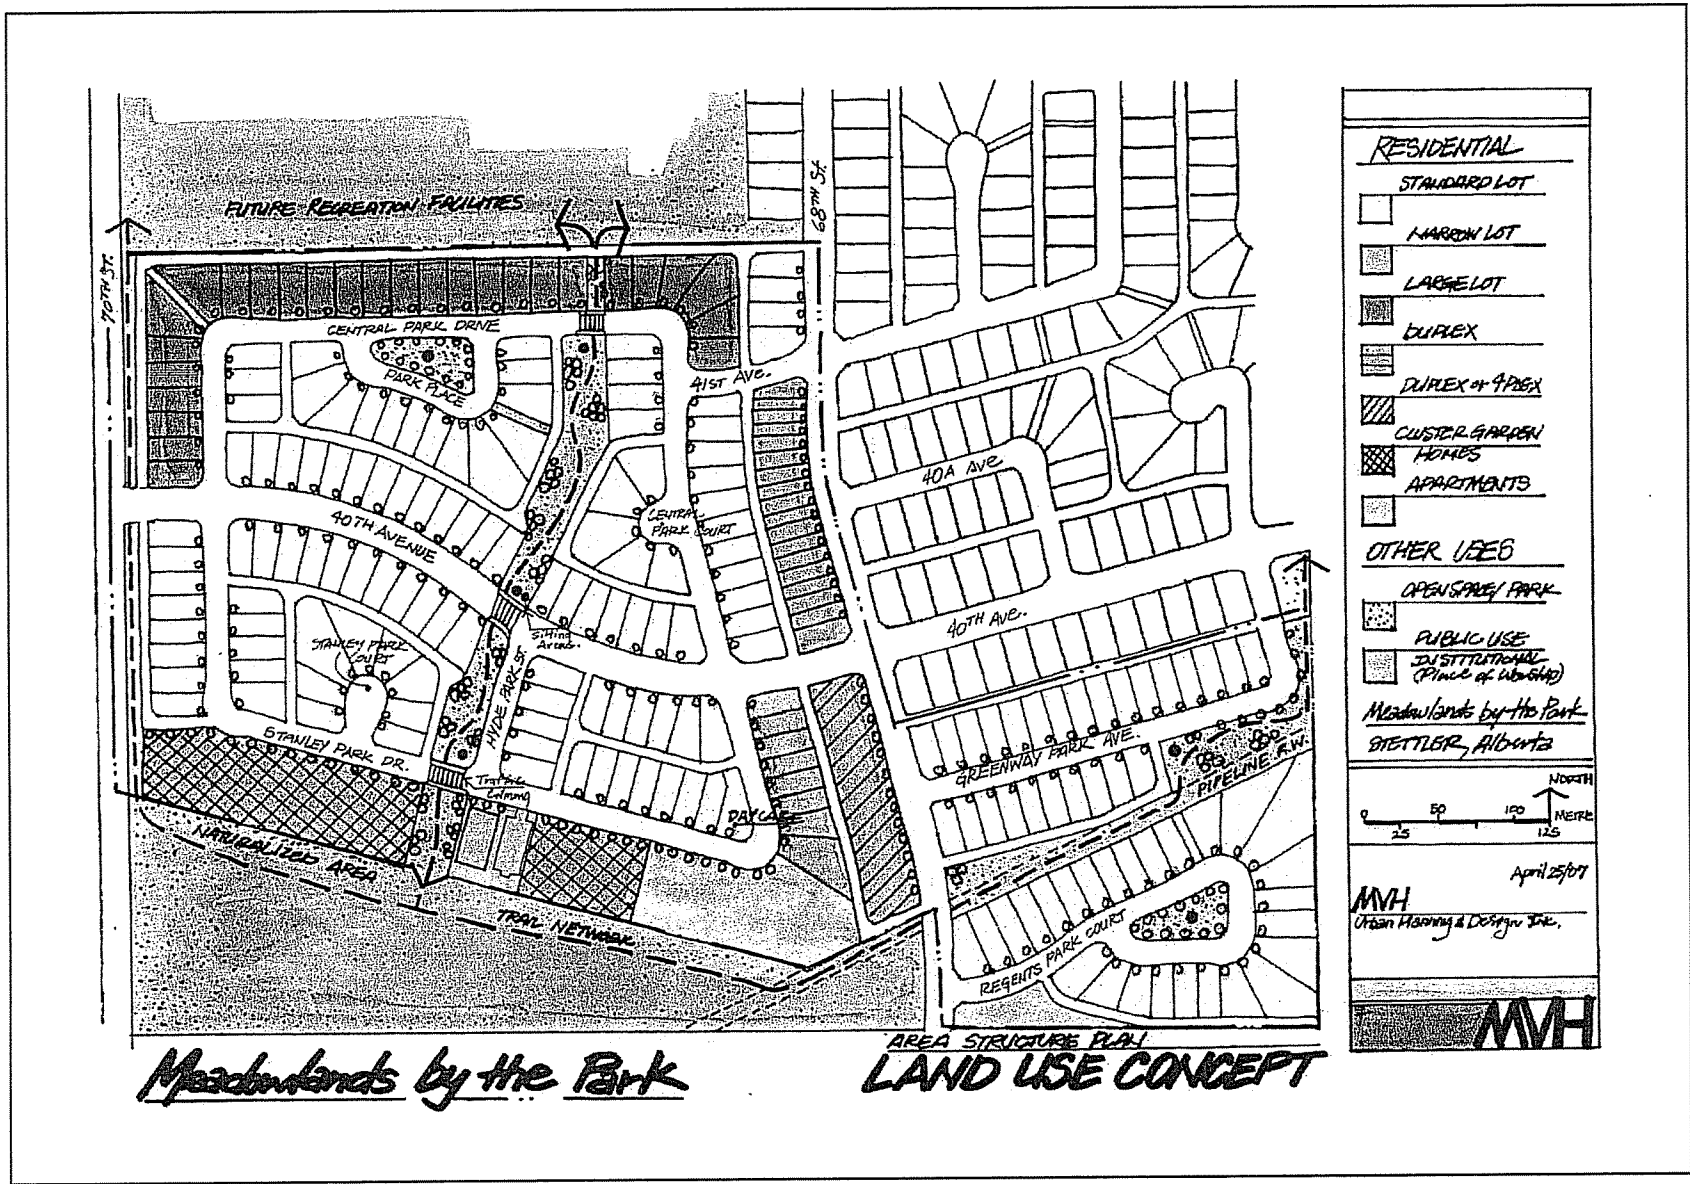 FUTURE RECREATION FACILITIES
70TH ST.
68TH St.
CENTRAL PARK DRIVE
PARK PLACE
41ST AVE.
40TH AVENUE
CENTRAL
PARK COURT
40A AVE
40TH AVE.
Sitting
Areas.
STANLEY PARK
COURT
HYDE PARK ST.
STANLEY PARK DR.
Traffic
Calming
DAYCARE
GREENWAY PARK AVE.
PIPELINE R.W.
NATURALIZED AREA
TRAIL NETWORK
REGENTS PARK COURT
AREA STRUCTURE PLAN
LAND USE CONCEPT
Meadowlands by the Park
RESIDENTIAL
STANDARD LOT
NARROW LOT
LARGE LOT
DUPLEX
DUPLEX or 4 PLEX
CLUSTER GARDEN
HOMES
APARTMENTS
OTHER USES
OPEN SPACE/ PARK
PUBLIC USE
INSTITUTIONAL
(Place of Worship)
Meadowlands by the Park
STETTLER, Alberta
NORTH
0 50 100 METRE
25 125
April 25/07
MVH
Urban Planning & Design Inc.
MVH